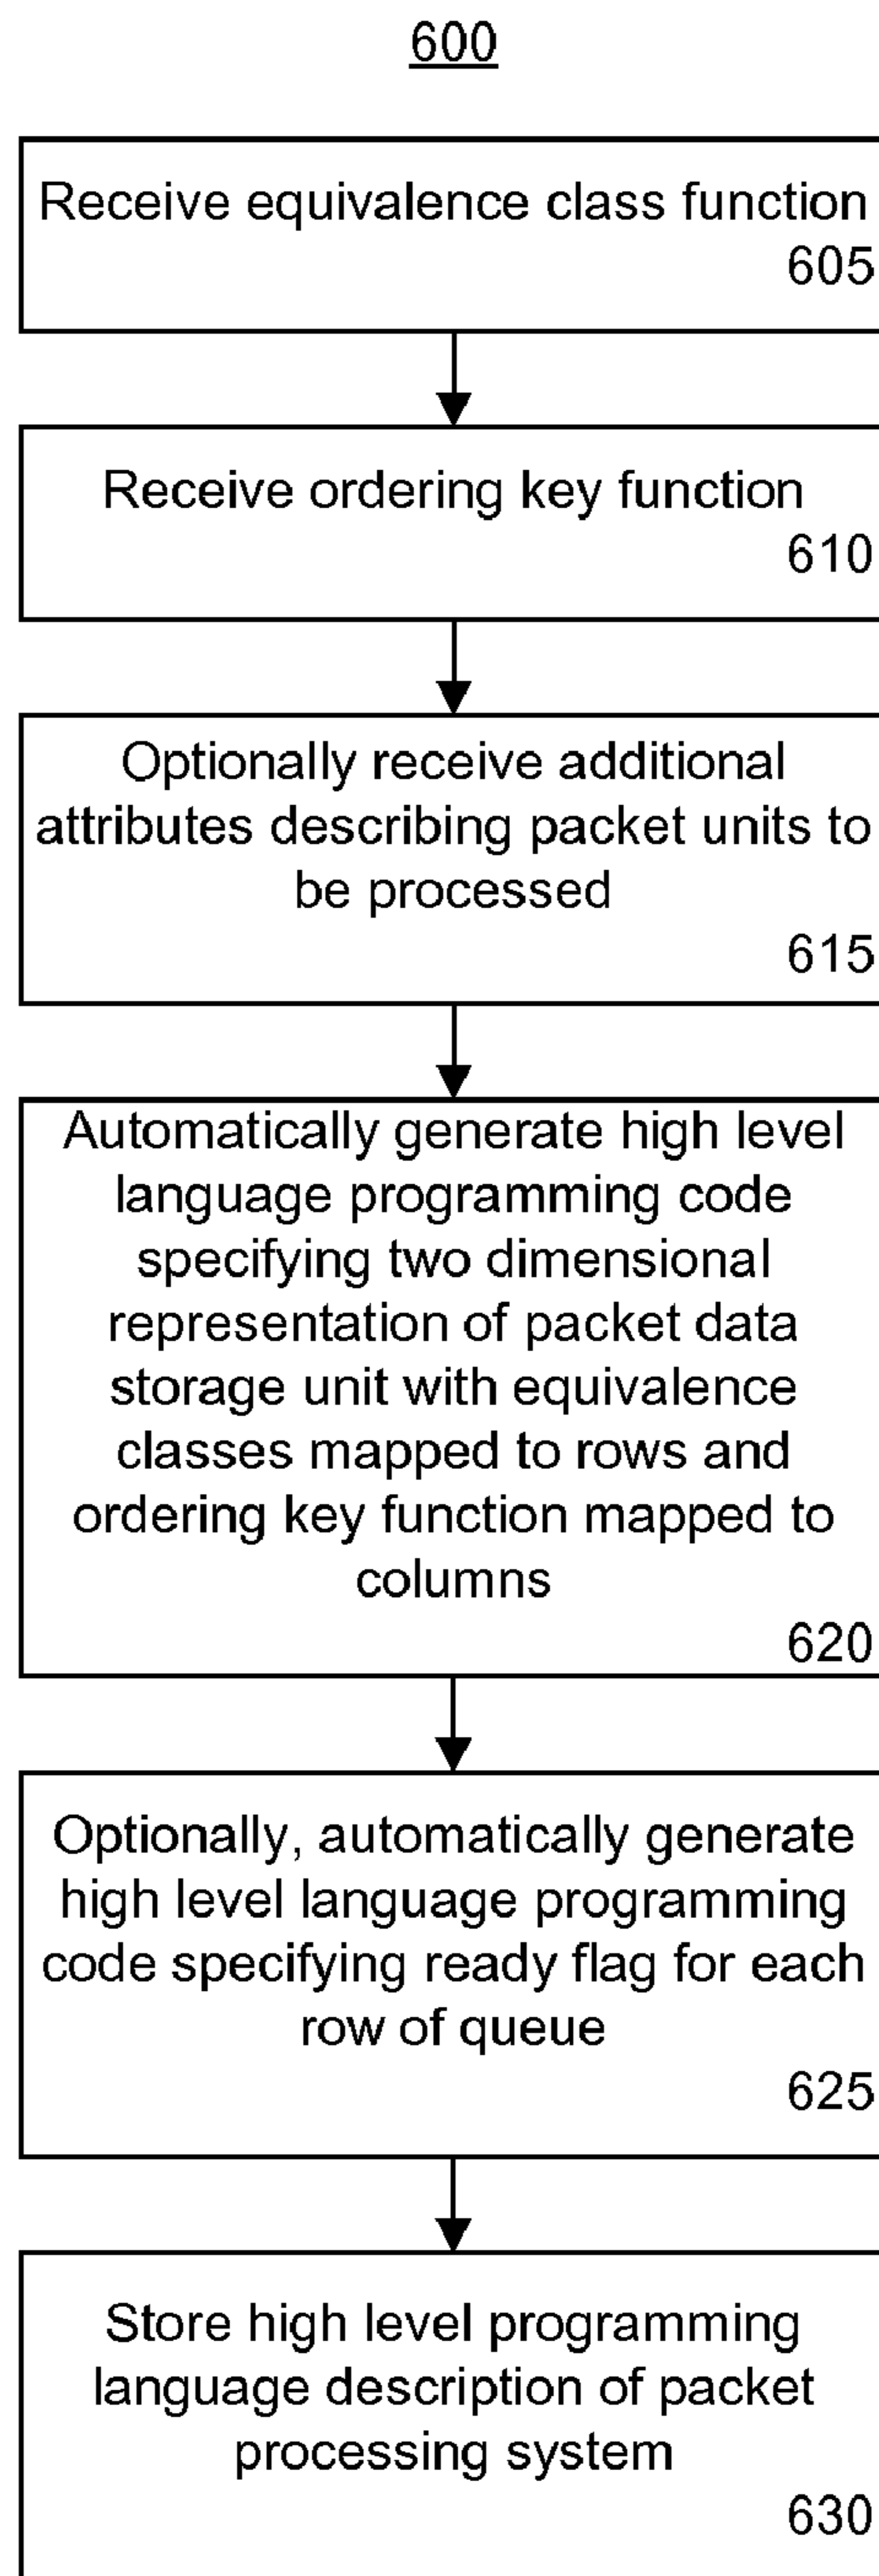 600
Receive equivalence class function
605
Receive ordering key function
610
Optionally receive additional
attributes describing packet units to
be processed
615
Automatically generate high level
language programming code
specifying two dimensional
representation of packet data
storage unit with equivalence
classes mapped to rows and
ordering key function mapped to
columns
620
Optionally, automatically generate
high level language programming
code specifying ready flag for each
row of queue
625
Store high level programming
language description of packet
processing system
630